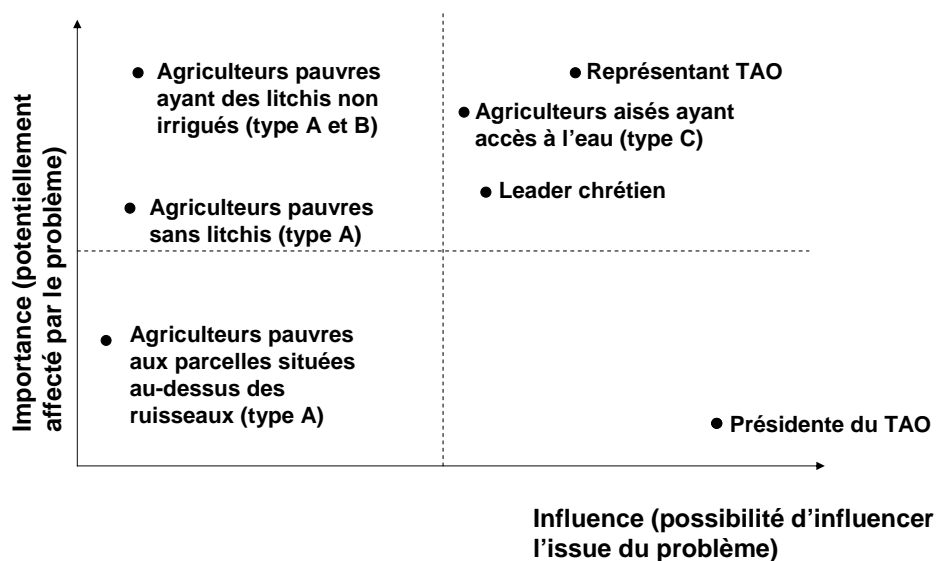 Importance (potentiellement
affecté par le problème)
Agriculteurs pauvres
ayant des litchis non
irrigués (type A et B)
Représentant TAO
Agriculteurs aisés ayant
accès à l’eau (type C)
Leader chrétien
Agriculteurs pauvres
sans litchis (type A)
Agriculteurs pauvres
aux parcelles situées
au-dessus des
ruisseaux (type A)
Présidente du TAO
Influence (possibilité d’influencer
l’issue du problème)